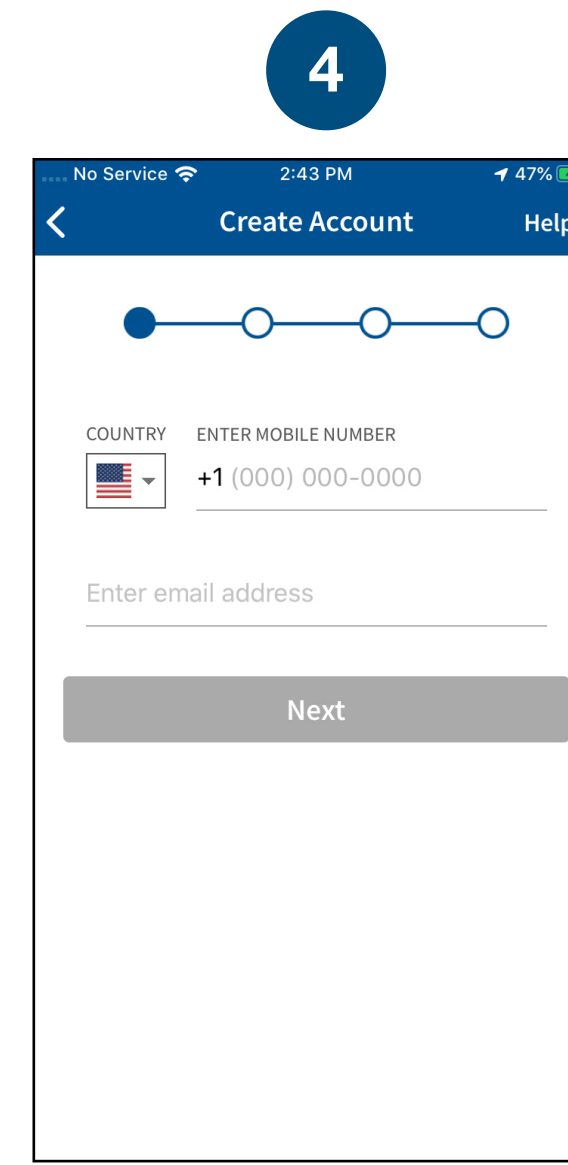 4
No Service 2:43 PM 47%
Create Account Help
COUNTRY ENTER MOBILE NUMBER
+1 (000) 000-0000
Enter email address
Next